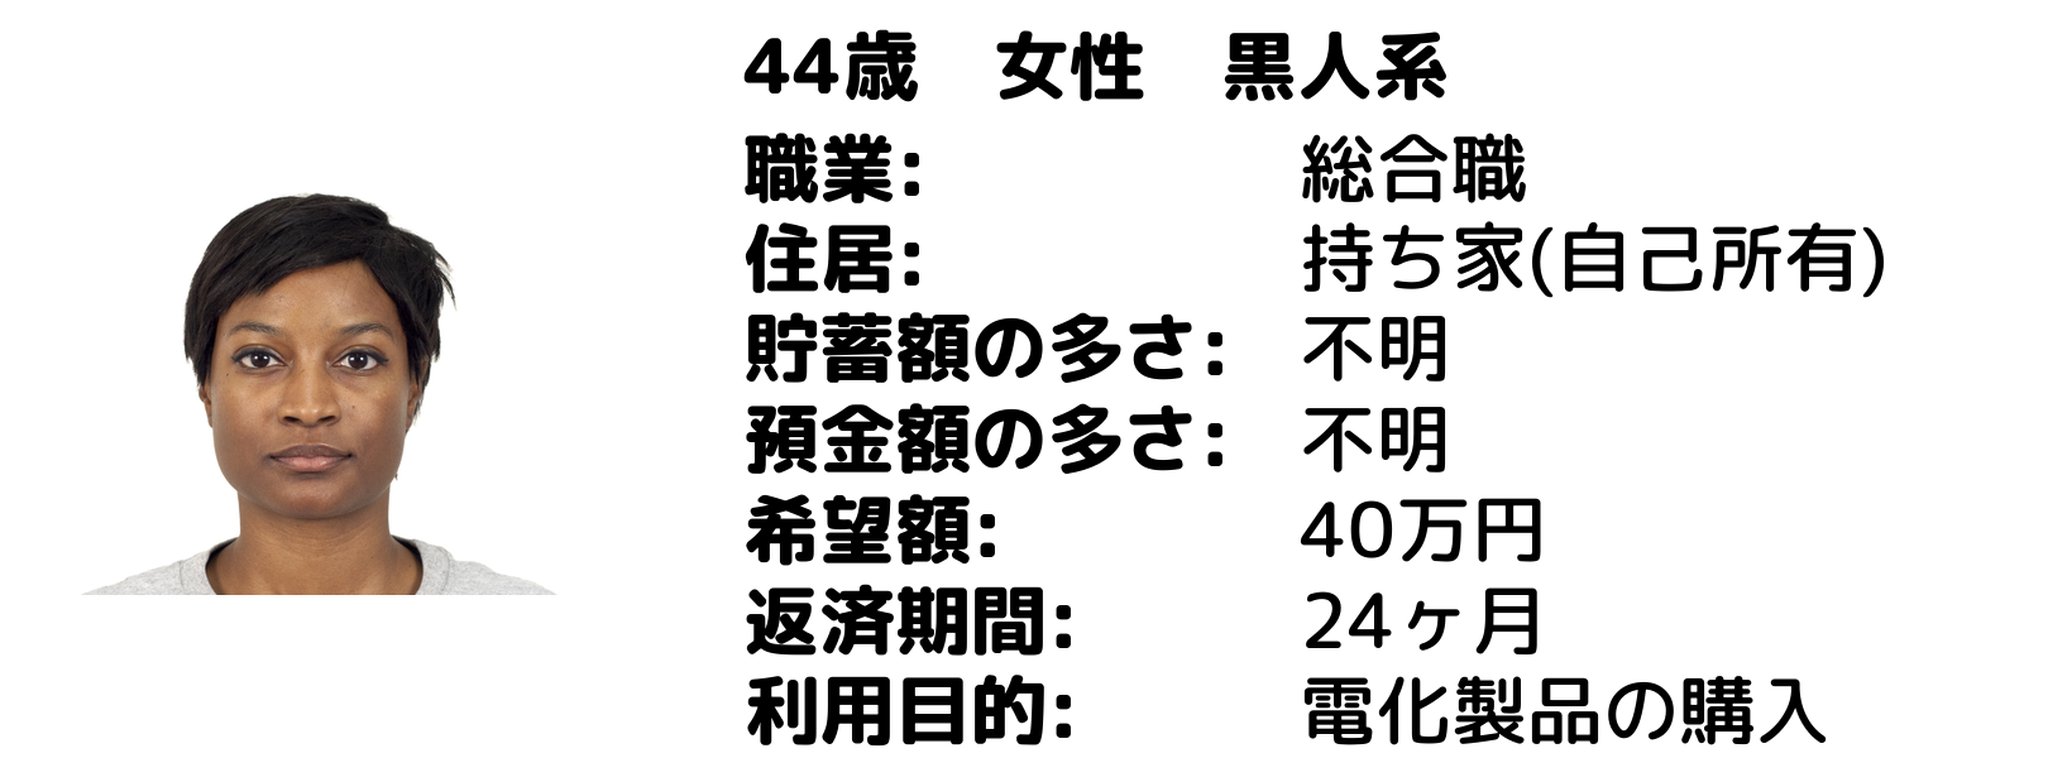 44歳　女性　黒人系
職業: 総合職
住居: 持ち家(自己所有)
貯蓄額の多さ: 不明
預金額の多さ: 不明
希望額: 40万円
返済期間: 24ヶ月
利用目的: 電化製品の購入